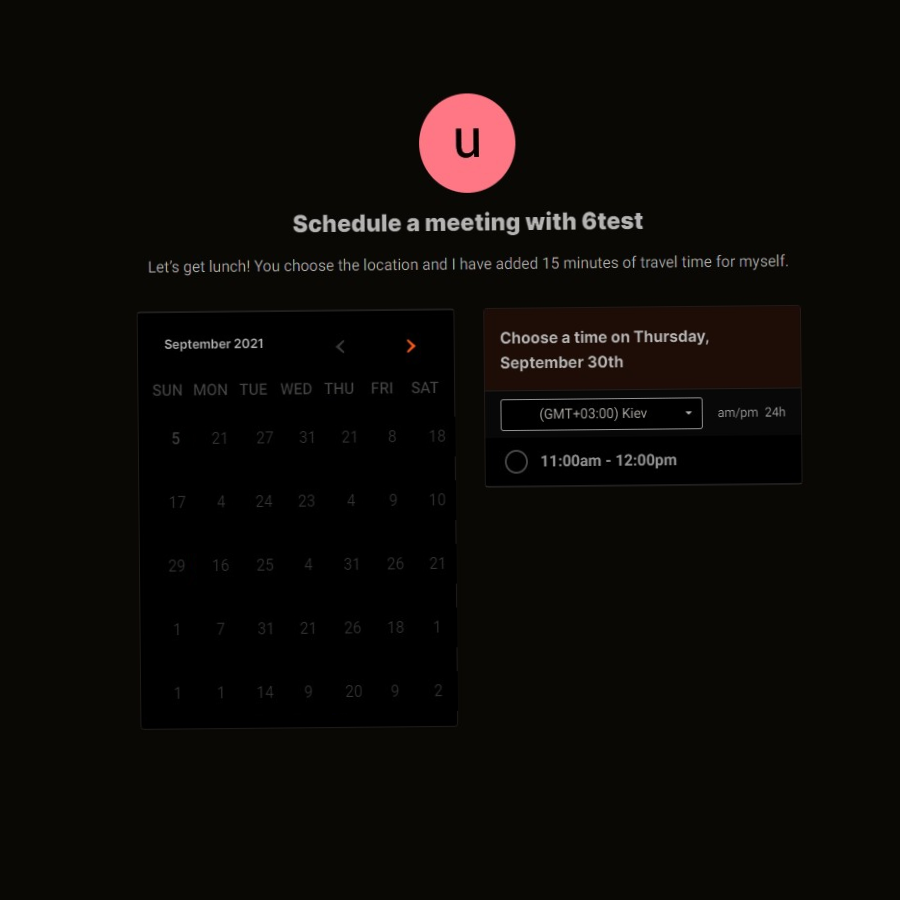 u
Schedule a meeting with 6test
Let's get lunch! You choose the location and I have added 15 minutes of travel time for myself.
September 2021
SUN MON TUE WED THU FRI SAT
5 21 27 31 21 8 18
17 4 24 23 4 9 10
29 16 25 4 31 26 21
1 7 31 21 26 18 1
1 1 14 9 20 9 2
Choose a time on Thursday,
September 30th
(GMT+03:00) Kiev am/pm 24h
11:00am - 12:00pm